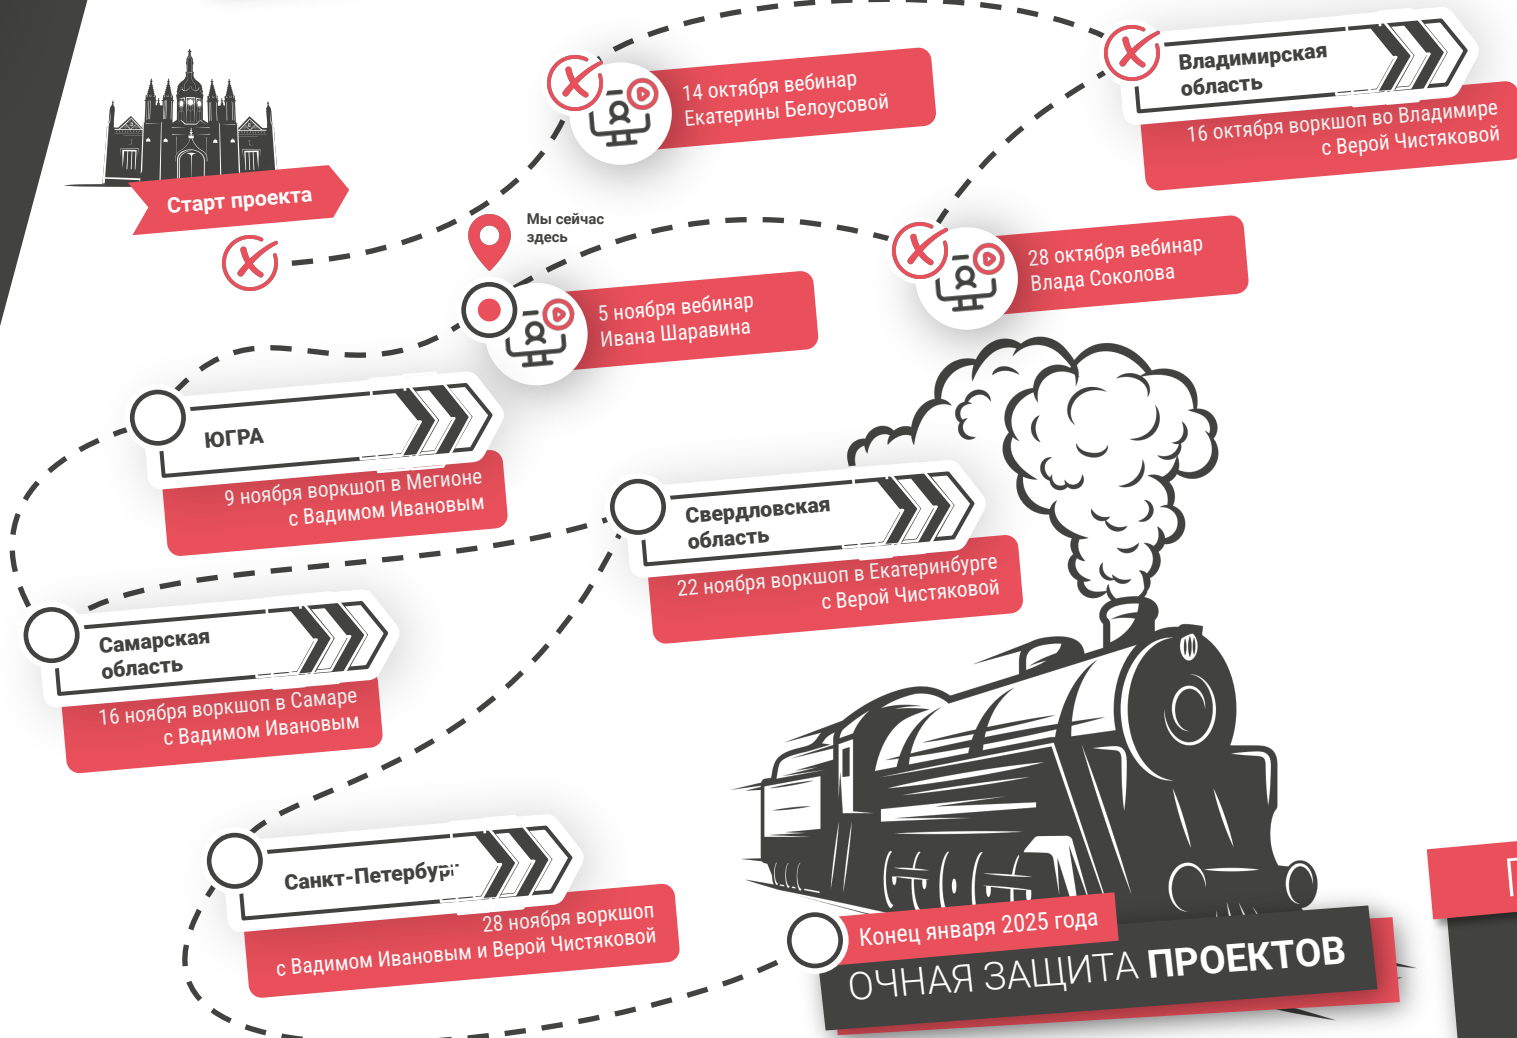 Старт проекта
14 октября вебинар
Екатерины Белоусовой
Владимирская
область
16 октября воркшоп во Владимире
с Верой Чистяковой
28 октября вебинар
Влада Соколова
Мы сейчас
здесь
5 ноября вебинар
Ивана Шаравина
ЮГРА
9 ноября воркшоп в Мегионе
с Вадимом Ивановым
Самарская
область
16 ноября воркшоп в Самаре
с Вадимом Ивановым
Свердловская
область
22 ноября воркшоп в Екатеринбурге
с Верой Чистяковой
Санкт-Петербург
28 ноября воркшоп
с Вадимом Ивановым и Верой Чистяковой
Конец января 2025 года
ОЧНАЯ ЗАЩИТА ПРОЕКТОВ